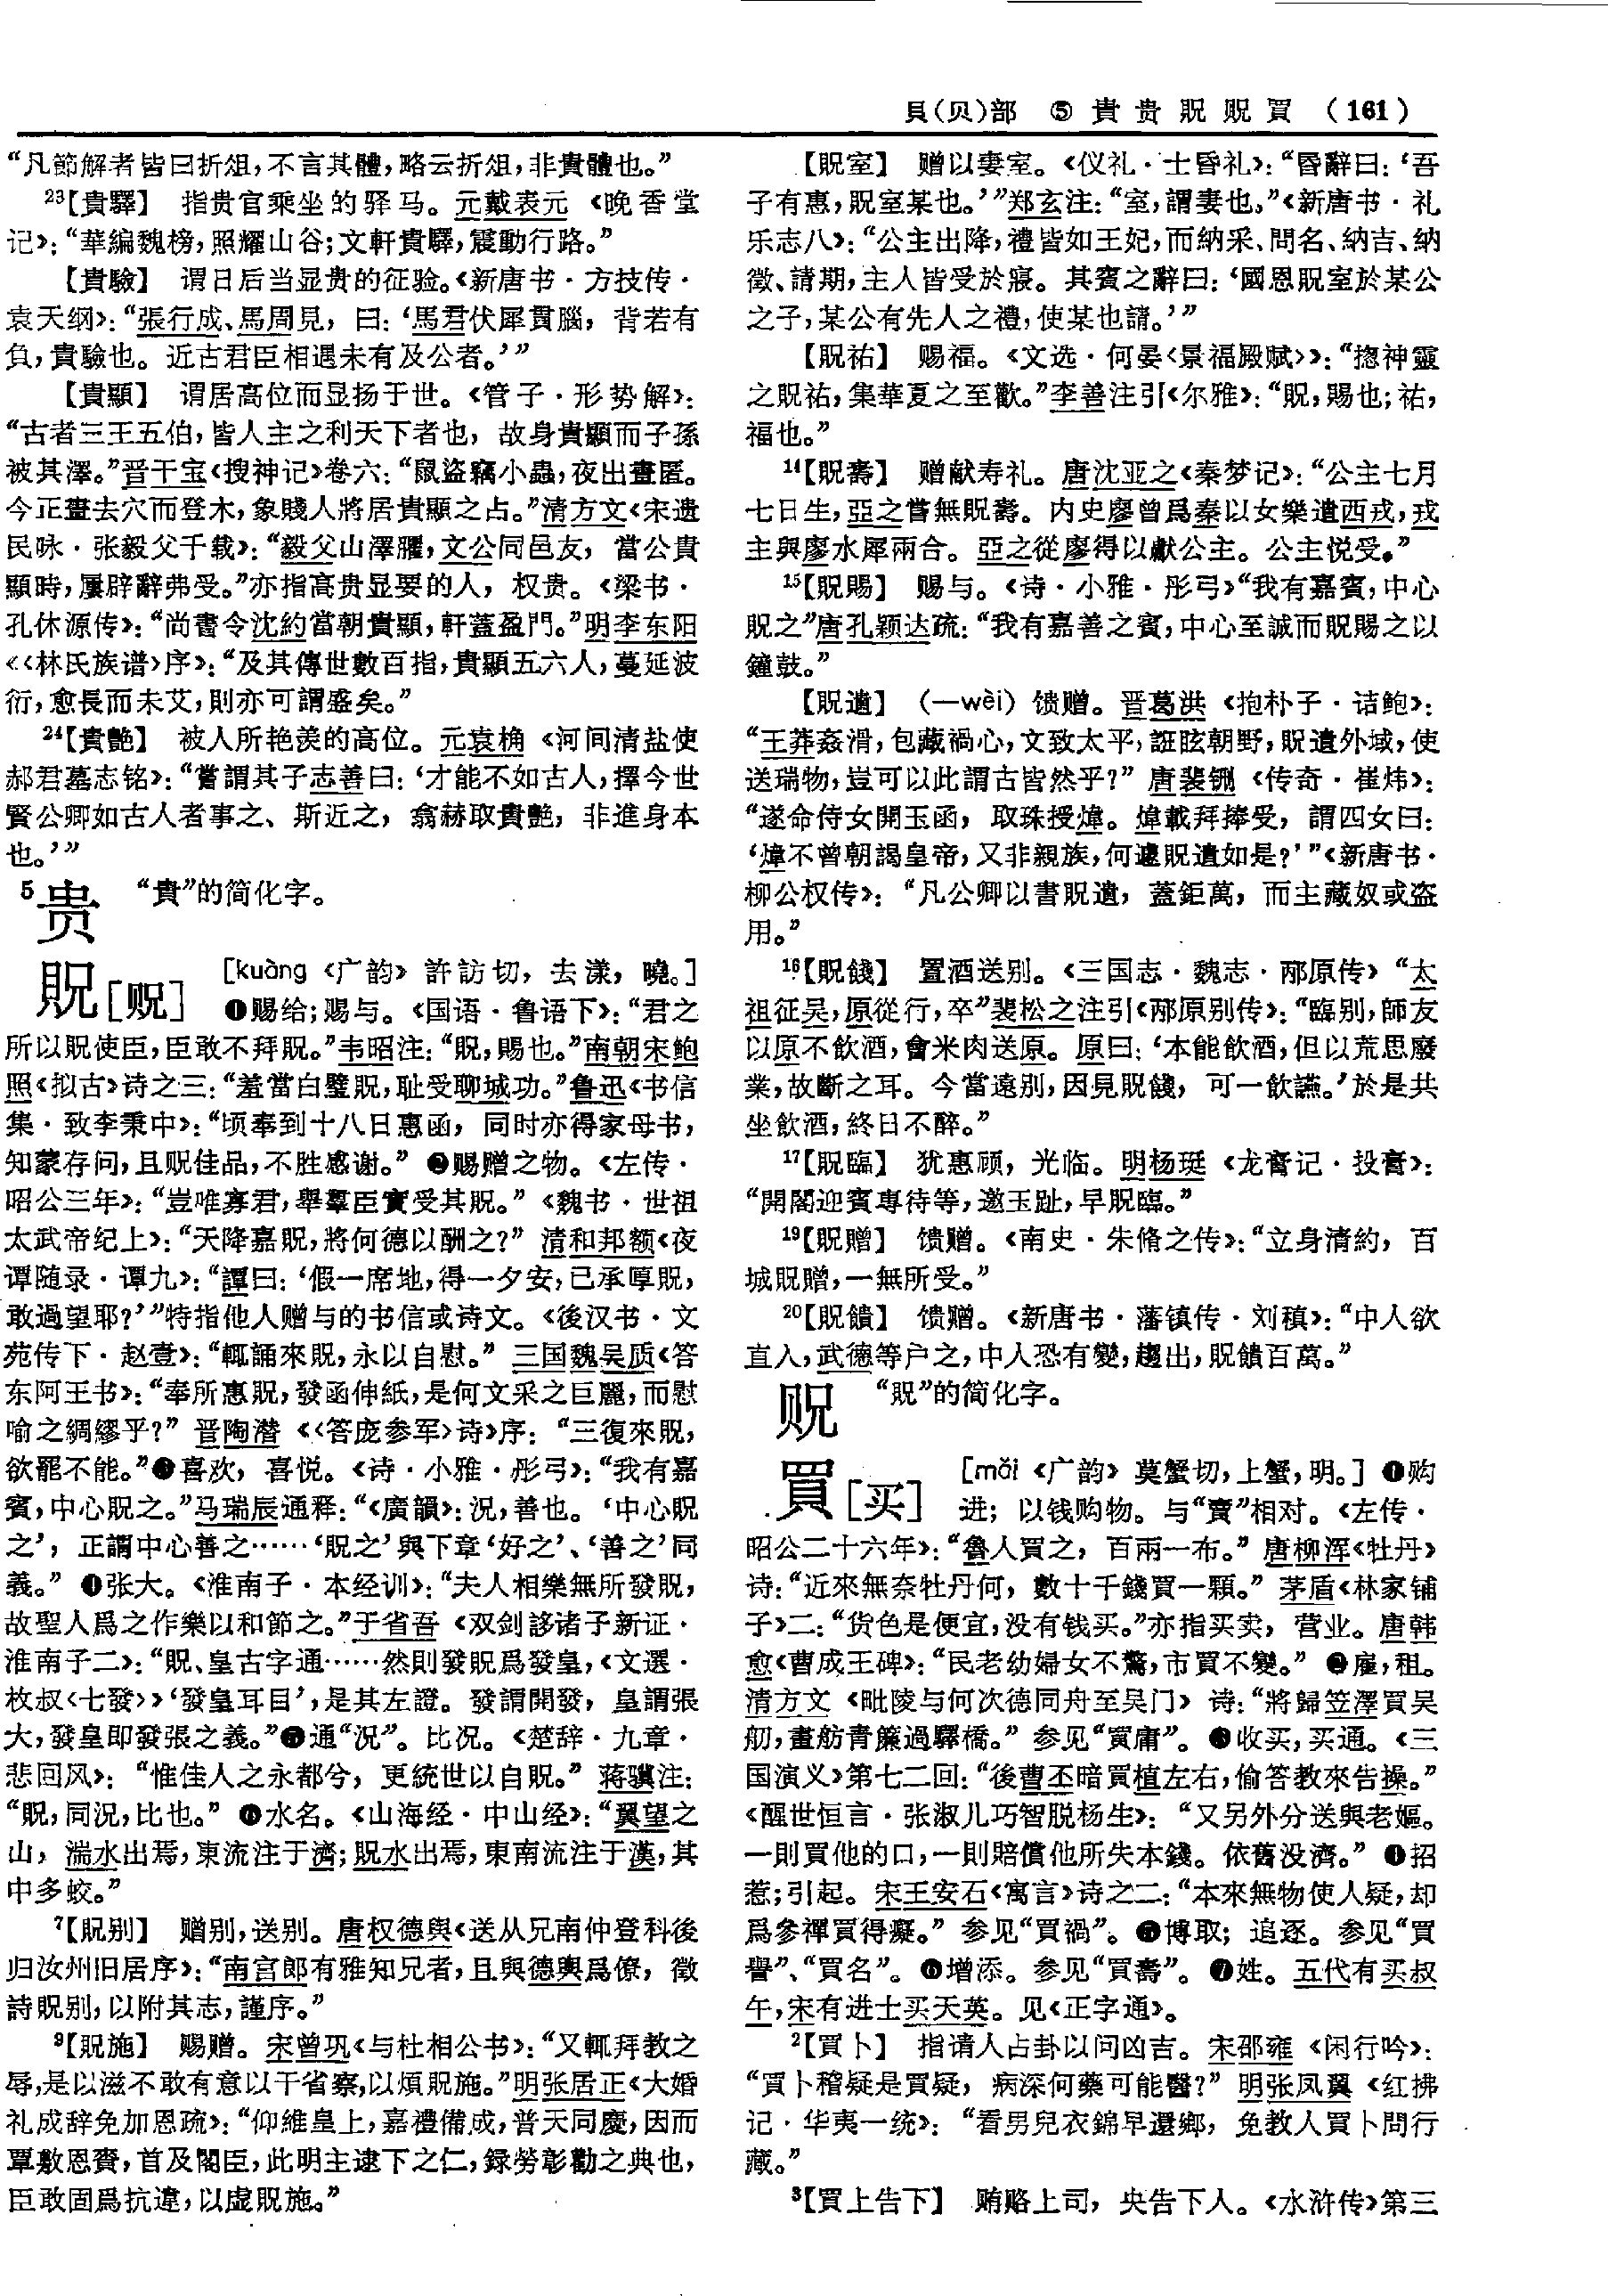 貝(贝)部 ⑤ 貴贵貺贶買 (161)
“凡節解者皆曰折俎,不言其體,略云折俎,非貴體也。”
23【貴驛】 指贵官乘坐的驿马。元戴表元《晚香堂
记》:“華編魏榜,照耀山谷;文軒貴驛,震動行路。”
【貴驗】 谓日后当显贵的征验。《新唐书·方技传·
袁天纲》:“張行成、馬周見,曰:‘馬君伏犀貫腦,背若有
負,貴驗也。近古君臣相遇未有及公者。’”
【貴顯】 谓居高位而显扬于世。《管子·形势解》:
“古者三王五伯,皆人主之利天下者也,故身貴顯而子孫
被其澤。”晋干宝《搜神记》卷六:“鼠盜竊小蟲,夜出晝匿。
今正晝去穴而登木,象賤人將居貴顯之占。”清方文《宋遗
民咏·张毅父千载》:“毅父山澤臞,文公同邑友,當公貴
顯時,屢辟辭弗受。”亦指高贵显要的人,权贵。《梁书·
孔休源传》:“尚書令沈約當朝貴顯,軒蓋盈門。”明李东阳
《〈林氏族谱〉序》:“及其傳世數百指,貴顯五六人,蔓延波
衍,愈長而未艾,則亦可謂盛矣。”
24【貴艷】 被人所艳羡的高位。元袁桷《河间清盐使
郝君墓志铭》:“嘗謂其子志善曰:‘才能不如古人,擇今世
賢公卿如古人者事之、斯近之,翕赫取貴艷,非進身本
也。’”
5贵 “貴”的简化字。
貺[贶] [kuàng《广韵》許訪切,去漾,曉。]
❶赐给;赐与。《国语·鲁语下》:“君之
所以貺使臣,臣敢不拜貺。”韦昭注:“貺,賜也。”南朝宋鲍
照《拟古》诗之三:“羞當白璧貺,耻受聊城功。”鲁迅《书信
集·致李秉中》:“顷奉到十八日惠函,同时亦得家母书,
知蒙存问,且贶佳品,不胜感谢。” ❷赐赠之物。《左传·
昭公三年》:“豈唯寡君,舉羣臣實受其貺。”《魏书·世祖
太武帝纪上》:“天降嘉貺,將何德以酬之?”清和邦额《夜
谭随录·谭九》:“譚曰:‘假一席地,得一夕安,已承厚貺,
敢過望耶?’”特指他人赠与的书信或诗文。《後汉书·文
苑传下·赵壹》:“輒誦來貺,永以自慰。”三国魏吴质《答
东阿王书》:“奉所惠貺,發函伸紙,是何文采之巨麗,而慰
喻之綢繆乎?”晋陶潜《〈答庞参军〉诗》序:“三復來貺,
欲罷不能。”❸喜欢,喜悦。《诗·小雅·彤弓》:“我有嘉
賓,中心貺之。”马瑞辰通释:“《廣韻》:況,善也。‘中心貺
之’,正謂中心善之……‘貺之’與下章‘好之’、‘善之’同
義。” ❹张大。《淮南子·本经训》:“夫人相樂無所發貺,
故聖人爲之作樂以和節之。”于省吾《双剑誃诸子新证·
淮南子二》:“貺、皇古字通……然則發貺爲發皇,《文選·
枚叔〈七發〉》‘發皇耳目’,是其左證。發謂開發,皇謂張
大,發皇即發張之義。”❺通“况”。比况。《楚辞·九章·
悲回风》:“惟佳人之永都兮,更統世以自貺。”蒋骥注:
“貺,同況,比也。” ❻水名。《山海经·中山经》:“翼望之
山,湍水出焉,東流注于濟;貺水出焉,東南流注于漢,其
中多蛟。”
7【貺别】 赠别,送别。唐权德舆《送从兄南仲登科後
归汝州旧居序》:“南宫郎有雅知兄者,且與德輿爲僚,徵
詩貺别,以附其志,謹序。”
9【貺施】 赐赠。宋曾巩《与杜相公书》:“又輒拜教之
辱,是以滋不敢有意以干省察,以煩貺施。”明张居正《大婚
礼成辞免加恩疏》:“仰維皇上,嘉禮備成,普天同慶,因而
覃敷恩賚,首及閣臣,此明主逮下之仁,録勞彰勸之典也,
臣敢固爲抗違,以虚貺施。”
【貺室】 赠以妻室。《仪礼·士昏礼》:“昏辭曰:‘吾
子有惠,貺室某也。’”郑玄注:“室,謂妻也。”《新唐书·礼
乐志八》:“公主出降,禮皆如王妃,而納采、問名、納吉、納
徵、請期,主人皆受於寢。其賓之辭曰:‘國恩貺室於某公
之子,某公有先人之禮,使某也請。’”
【貺祐】 赐福。《文选·何晏〈景福殿赋〉》:“揔神靈
之貺祐,集華夏之至歡。”李善注引《尔雅》:“貺,賜也;祐,
福也。”
14【貺壽】 赠献寿礼。唐沈亚之《秦梦记》:“公主七月
七日生,亞之嘗無貺壽。内史廖曾爲秦以女樂遺西戎,戎
主與廖水犀兩合。亞之從廖得以獻公主。公主悦受。”
15【貺賜】 赐与。《诗·小雅·彤弓》“我有嘉賓,中心
貺之”唐孔颖达疏:“我有嘉善之賓,中心至誠而貺賜之以
鐘鼓。”
【貺遺】 (—wèi)馈赠。晋葛洪《抱朴子·诘鲍》:
“王莽姦滑,包藏禍心,文致太平,誑眩朝野,貺遺外域,使
送瑞物,豈可以此謂古皆然乎?”唐裴铏《传奇·崔炜》:
“遂命侍女開玉函,取珠授煒。煒載拜捧受,謂四女曰:
‘煒不曾朝謁皇帝,又非親族,何遽貺遺如是?’”《新唐书·
柳公权传》:“凡公卿以書貺遺,蓋鉅萬,而主藏奴或盗
用。”
16【貺餞】 置酒送别。《三国志·魏志·邴原传》“太
祖征吴,原從行,卒”裴松之注引《邴原别传》:“臨别,師友
以原不飲酒,會米肉送原。原曰:‘本能飲酒,但以荒思廢
業,故斷之耳。今當遠别,因見貺餞,可一飲讌。’於是共
坐飲酒,終日不醉。”
17【貺臨】 犹惠顾,光临。明杨珽《龙膏记·投膏》:
“開閣迎賓專待等,邀玉趾,早貺臨。”
19【貺贈】 馈赠。《南史·朱脩之传》:“立身清約,百
城貺贈,一無所受。”
20【貺饋】 馈赠。《新唐书·藩镇传·刘稹》:“中人欲
直入,武德等户之,中人恐有變,趨出,貺饋百萬。”
贶 “貺”的简化字。
買[买] [mǎi《广韵》莫蟹切,上蟹,明。] ❶购
进;以钱购物。与“賣”相对。《左传·
昭公二十六年》:“魯人買之,百兩一布。”唐柳浑《牡丹》
诗:“近來無奈牡丹何,數十千錢買一顆。”茅盾《林家铺
子》二:“货色是便宜,没有钱买。”亦指买卖,营业。唐韩
愈《曹成王碑》:“民老幼婦女不驚,市買不變。” ❷雇,租。
清方文《毗陵与何次德同舟至吴门》诗:“將歸笠澤買吴
舠,畫舫青簾過驛橋。”参见“買庸”。❸收买,买通。《三
国演义》第七二回:“後曹丕暗買植左右,偷答教來告操。”
《醒世恒言·张淑儿巧智脱杨生》:“又另外分送與老嫗。
一則買他的口,一則賠償他所失本錢。依舊没濟。” ❹招
惹;引起。宋王安石《寓言》诗之二:“本來無物使人疑,却
爲參禪買得癡。”参见“買禍”。❺博取;追逐。参见“買
譽”、“買名”。❻增添。参见“買壽”。❼姓。五代有买叔
午,宋有进士买天英。见《正字通》。
2【買卜】 指请人占卦以问凶吉。宋邵雍《闲行吟》:
“買卜稽疑是買疑,病深何藥可能醫?”明张凤翼《红拂
记·华夷一统》:“看男兒衣錦早還鄉,免教人買卜問行
藏。”
3【買上告下】 贿赂上司,央告下人。《水浒传》第三